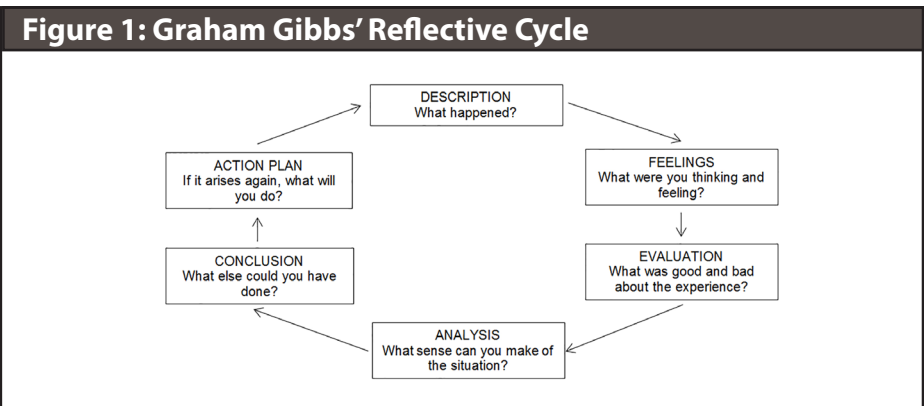 Figure 1: Graham Gibbs’ Reflective Cycle
DESCRIPTION
What happened?
FEELINGS
What were you thinking and
feeling?
EVALUATION
What was good and bad
about the experience?
ANALYSIS
What sense can you make of
the situation?
CONCLUSION
What else could you have
done?
ACTION PLAN
If it arises again, what will
you do?